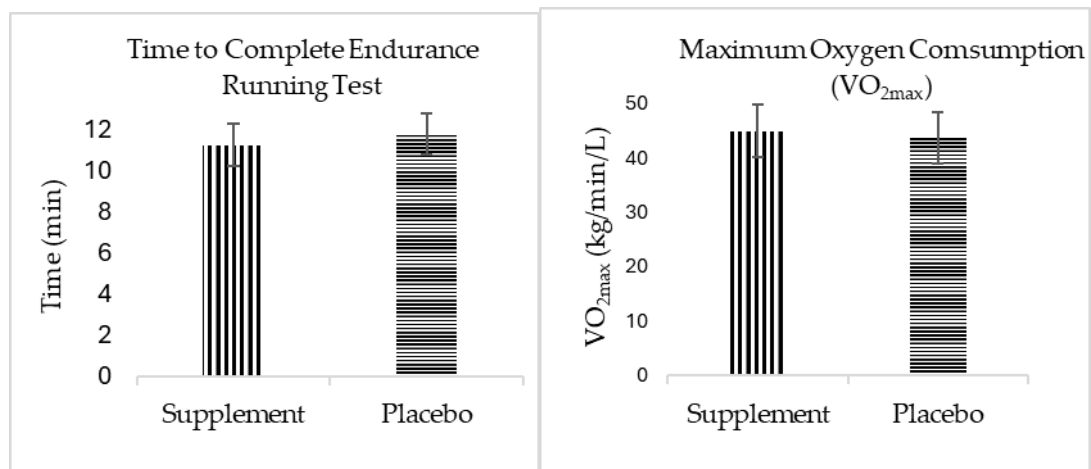 Time to Complete Endurance
Running Test
12
10
8
6
4
2
0
Time (min)
Supplement
Placebo
Maximum Oxygen Comsumption
(VO₂max)
50
40
30
20
10
0
VO₂max (kg/min/L)
Supplement
Placebo